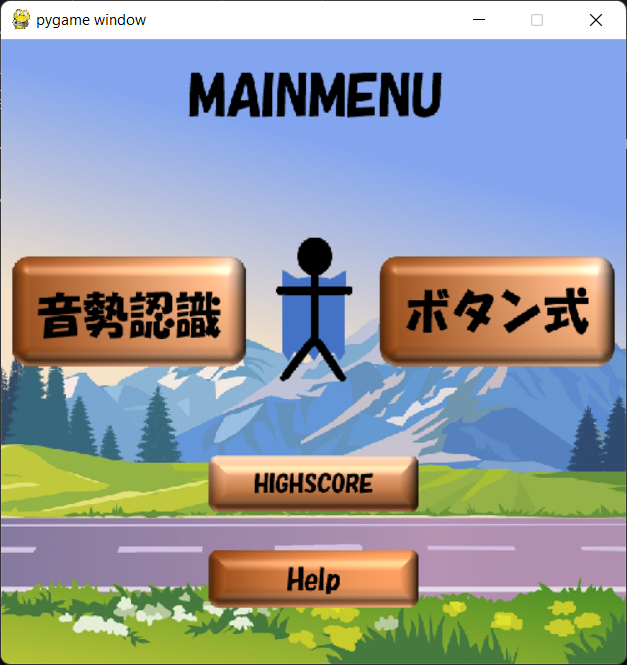 pygame window
MAINMENU
音勢認識
ボタン式
HIGHSCORE
Help